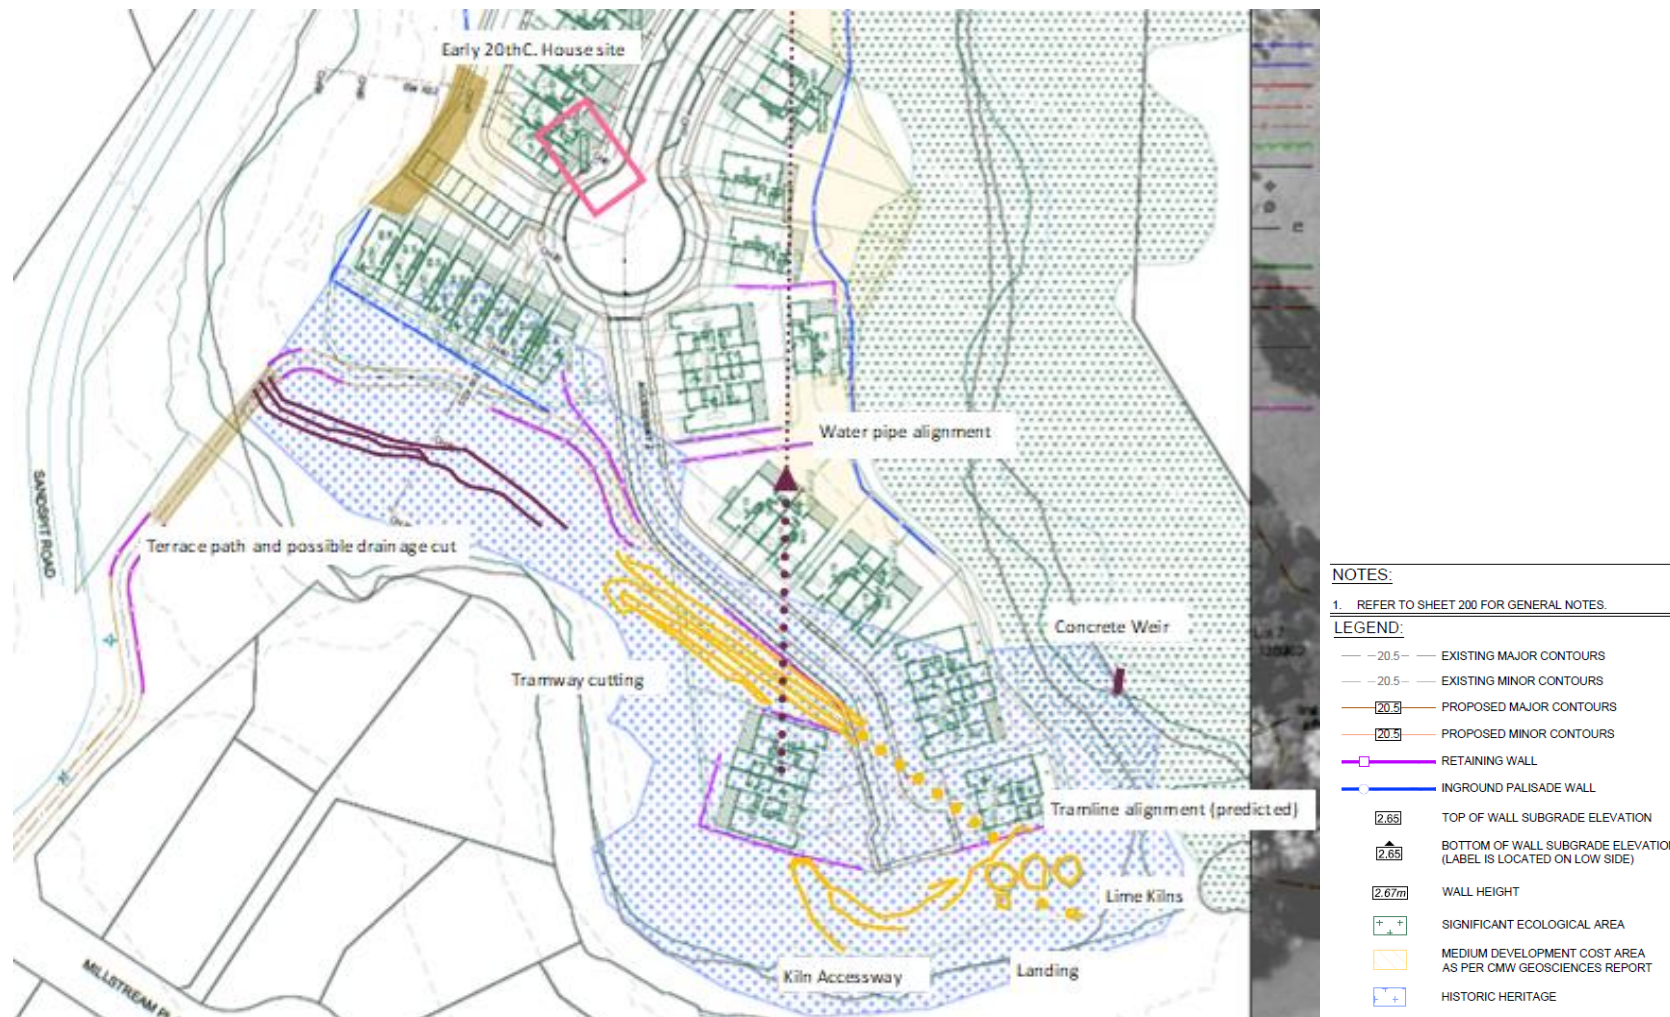 Early 20thC. House site
Water pipe alignment
SANDSPIT ROAD
Terrace path and possible drainage cut
Concrete Weir
Tramway cutting
Tramline alignment (predicted)
Lime Kilns
Kiln Accessway
Landing
NOTES:
1. REFER TO SHEET 200 FOR GENERAL NOTES.
LEGEND:
20.5 EXISTING MAJOR CONTOURS
20.5 EXISTING MINOR CONTOURS
20.5 PROPOSED MAJOR CONTOURS
20.5 PROPOSED MINOR CONTOURS
RETAINING WALL
INGROUND PALISADE WALL
2.65 TOP OF WALL SUBGRADE ELEVATION
2.65 BOTTOM OF WALL SUBGRADE ELEVATION
(LABEL IS LOCATED ON LOW SIDE)
2.67m WALL HEIGHT
SIGNIFICANT ECOLOGICAL AREA
MEDIUM DEVELOPMENT COST AREA
AS PER CMW GEOSCIENCES REPORT
HISTORIC HERITAGE
MILLSTREAM